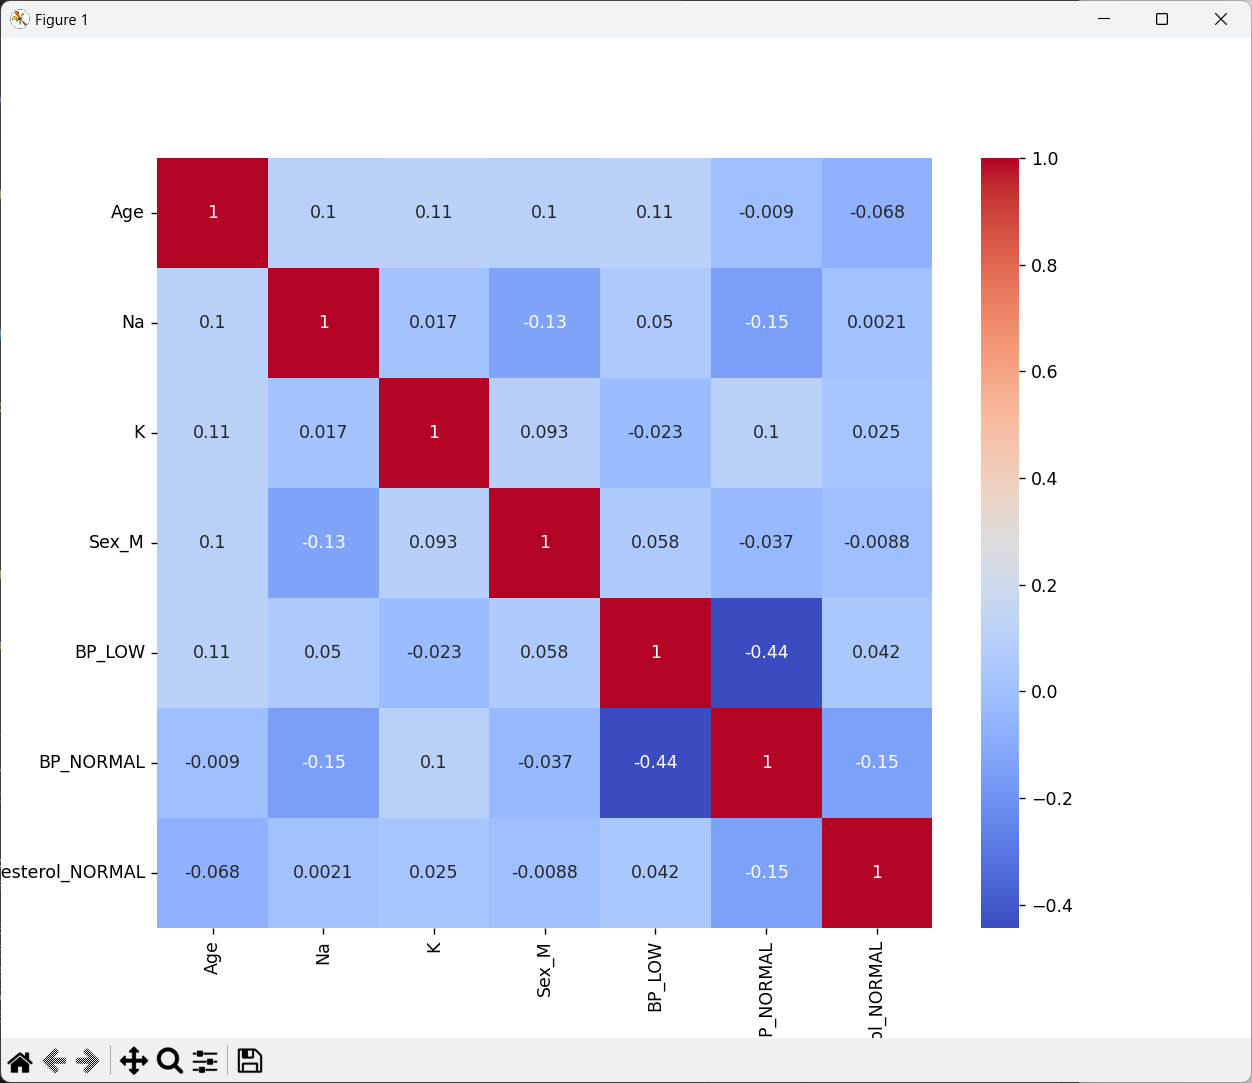 Figure 1
1.0
Age 1 0.1 0.11 0.1 0.11 -0.009 -0.068
0.8
Na 0.1 1 0.017 -0.13 0.05 -0.15 0.0021
0.6
K 0.11 0.017 1 0.093 -0.023 0.1 0.025
0.4
Sex_M 0.1 -0.13 0.093 1 0.058 -0.037 -0.0088
0.2
BP_LOW 0.11 0.05 -0.023 0.058 1 -0.44 0.042
0.0
BP_NORMAL -0.009 -0.15 0.1 -0.037 -0.44 1 -0.15
−0.2
esterol_NORMAL -0.068 0.0021 0.025 -0.0088 0.042 -0.15 1
−0.4
Age Na K Sex_M BP_LOW P_NORMAL ol_NORMAL